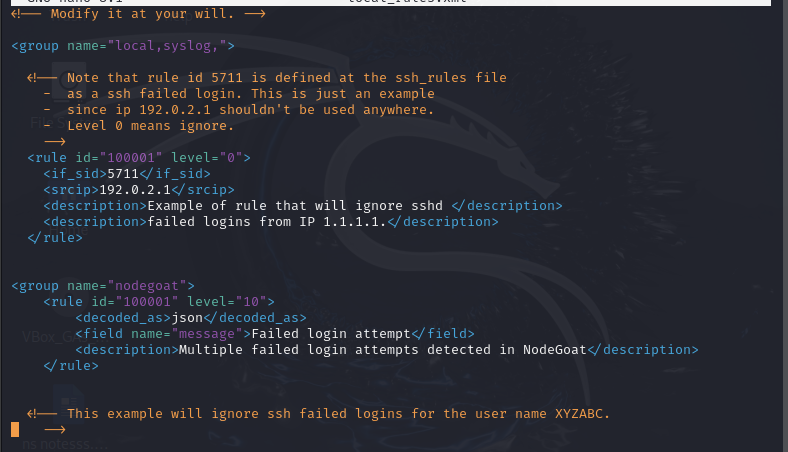 <!-- Modify it at your will. -->
<group name="local,syslog,">
<!-- Note that rule id 5711 is defined at the ssh_rules file
- as a ssh failed login. This is just an example
- since ip 192.0.2.1 shouldn't be used anywhere.
- Level 0 means ignore.
-->
<rule id="100001" level="0">
<if_sid>5711</if_sid>
<srcip>192.0.2.1</srcip>
<description>Example of rule that will ignore sshd </description>
<description>failed logins from IP 1.1.1.1.</description>
</rule>
<group name="nodegoat">
<rule id="100001" level="10">
<decoded_as>json</decoded_as>
<field name="message">Failed login attempt</field>
<description>Multiple failed login attempts detected in NodeGoat</description>
</rule>
<!-- This example will ignore ssh failed logins for the user name XYZABC.
-->